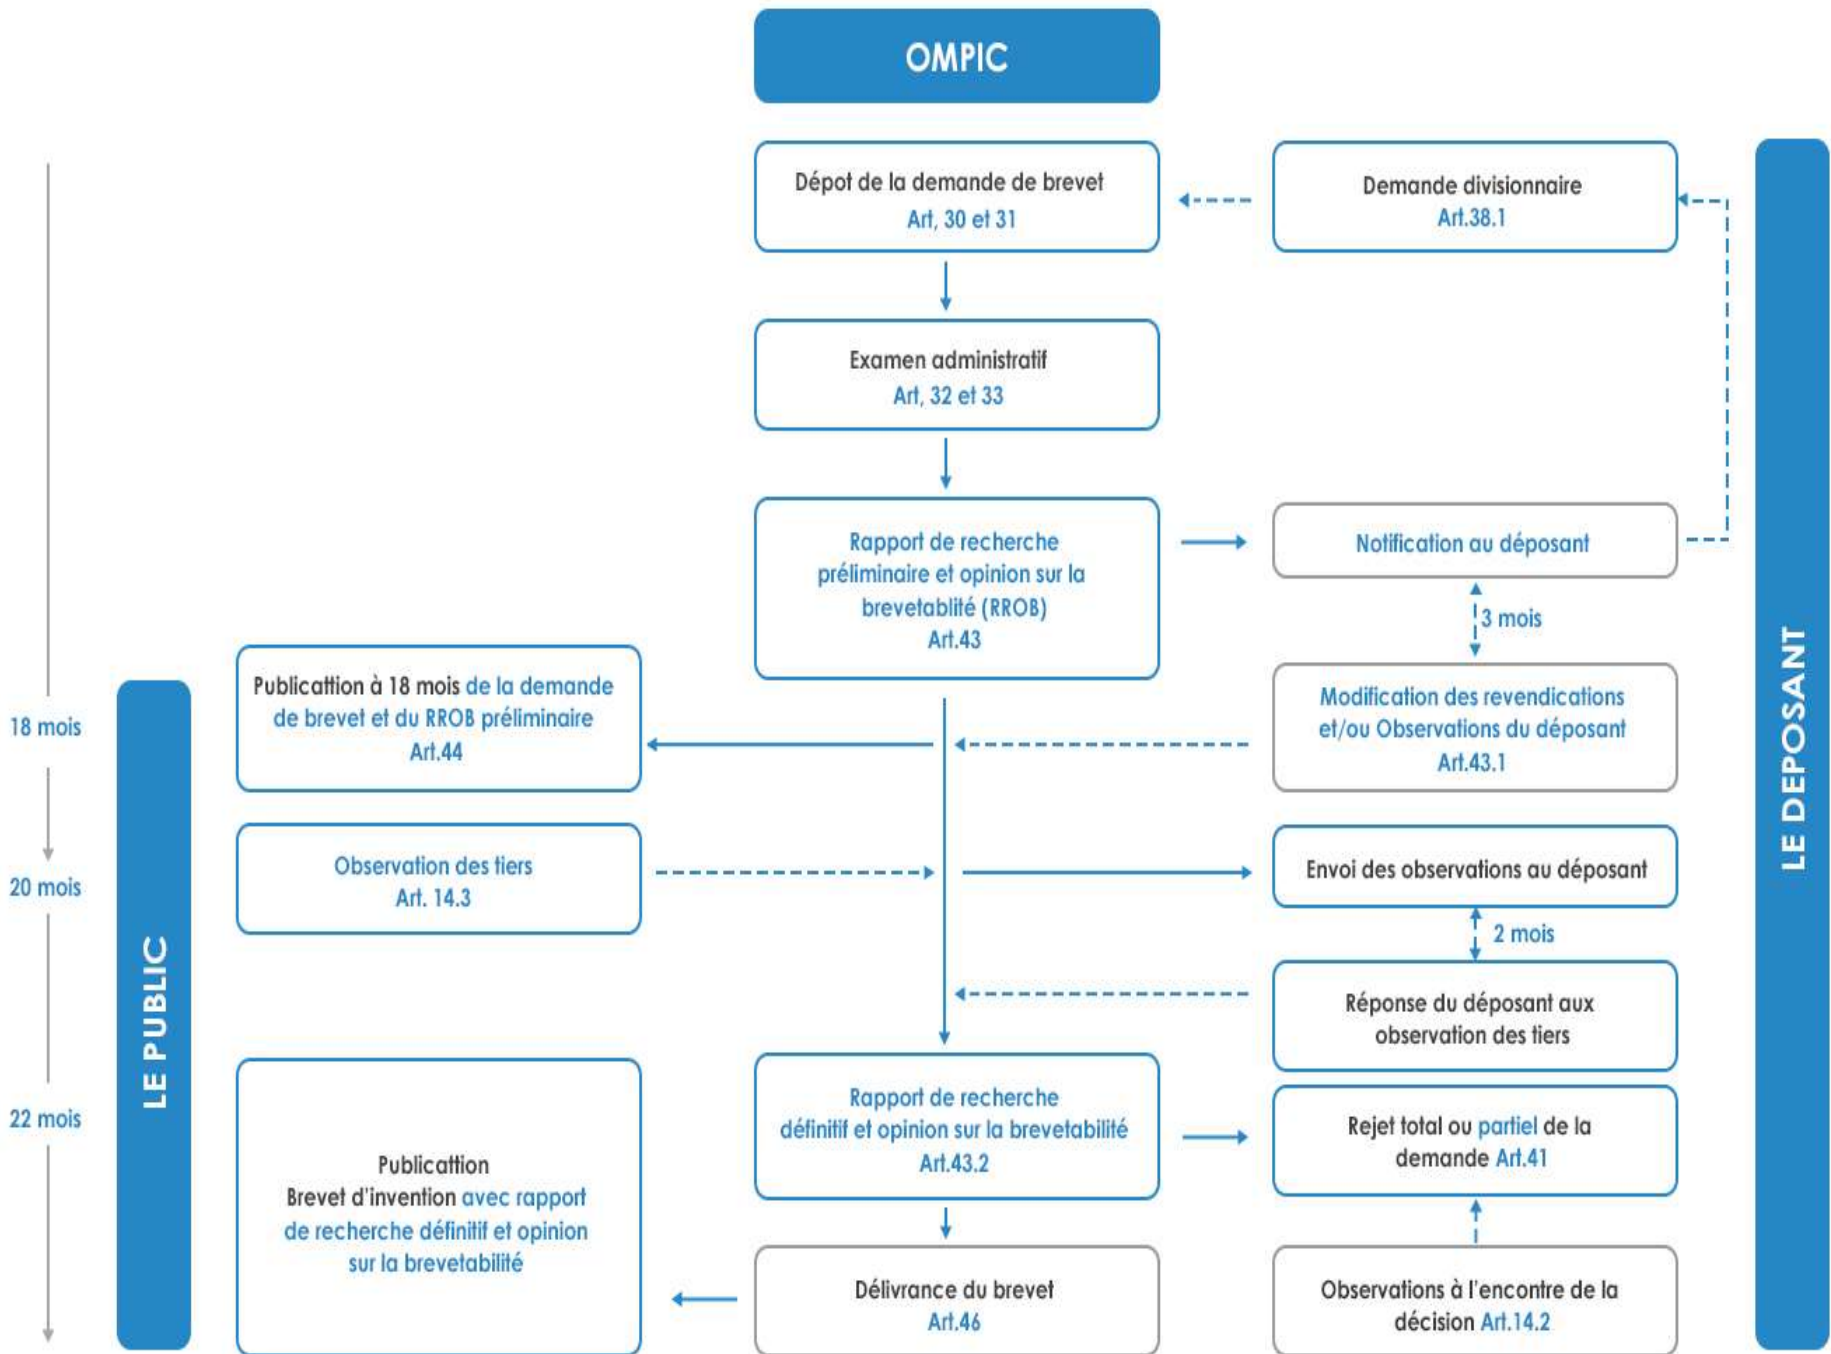 OMPIC
Dépot de la demande de brevet
Art, 30 et 31
Demande divisionnaire
Art.38.1
Examen administratif
Art, 32 et 33
Rapport de recherche
préliminaire et opinion sur la
brevetablité (RROB)
Art.43
Notification au déposant
3 mois
Publicattion à 18 mois de la demande
de brevet et du RROB préliminaire
Art.44
Modification des revendications
et/ou Observations du déposant
Art.43.1
18 mois
Observation des tiers
Art. 14.3
Envoi des observations au déposant
20 mois
2 mois
Réponse du déposant aux
observation des tiers
LE PUBLIC
LE DEPOSANT
22 mois
Rapport de recherche
définitif et opinion sur la brevetabilité
Art.43.2
Rejet total ou partiel de la
demande Art.41
Publicattion
Brevet d'invention avec rapport
de recherche définitif et opinion
sur la brevetabilité
Délivrance du brevet
Art.46
Observations à l'encontre de la
décision Art.14.2